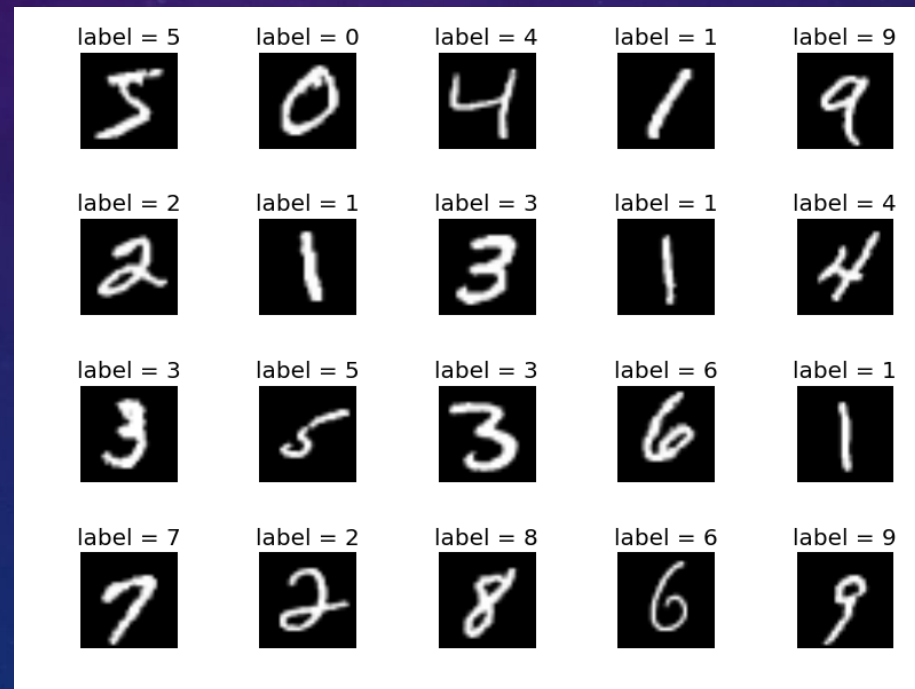 label = 5 label = 0 label = 4 label = 1 label = 9
5 0 4 1 9
label = 2 label = 1 label = 3 label = 1 label = 4
2 1 3 1 4
label = 3 label = 5 label = 3 label = 6 label = 1
3 5 3 6 1
label = 7 label = 2 label = 8 label = 6 label = 9
7 2 8 6 9